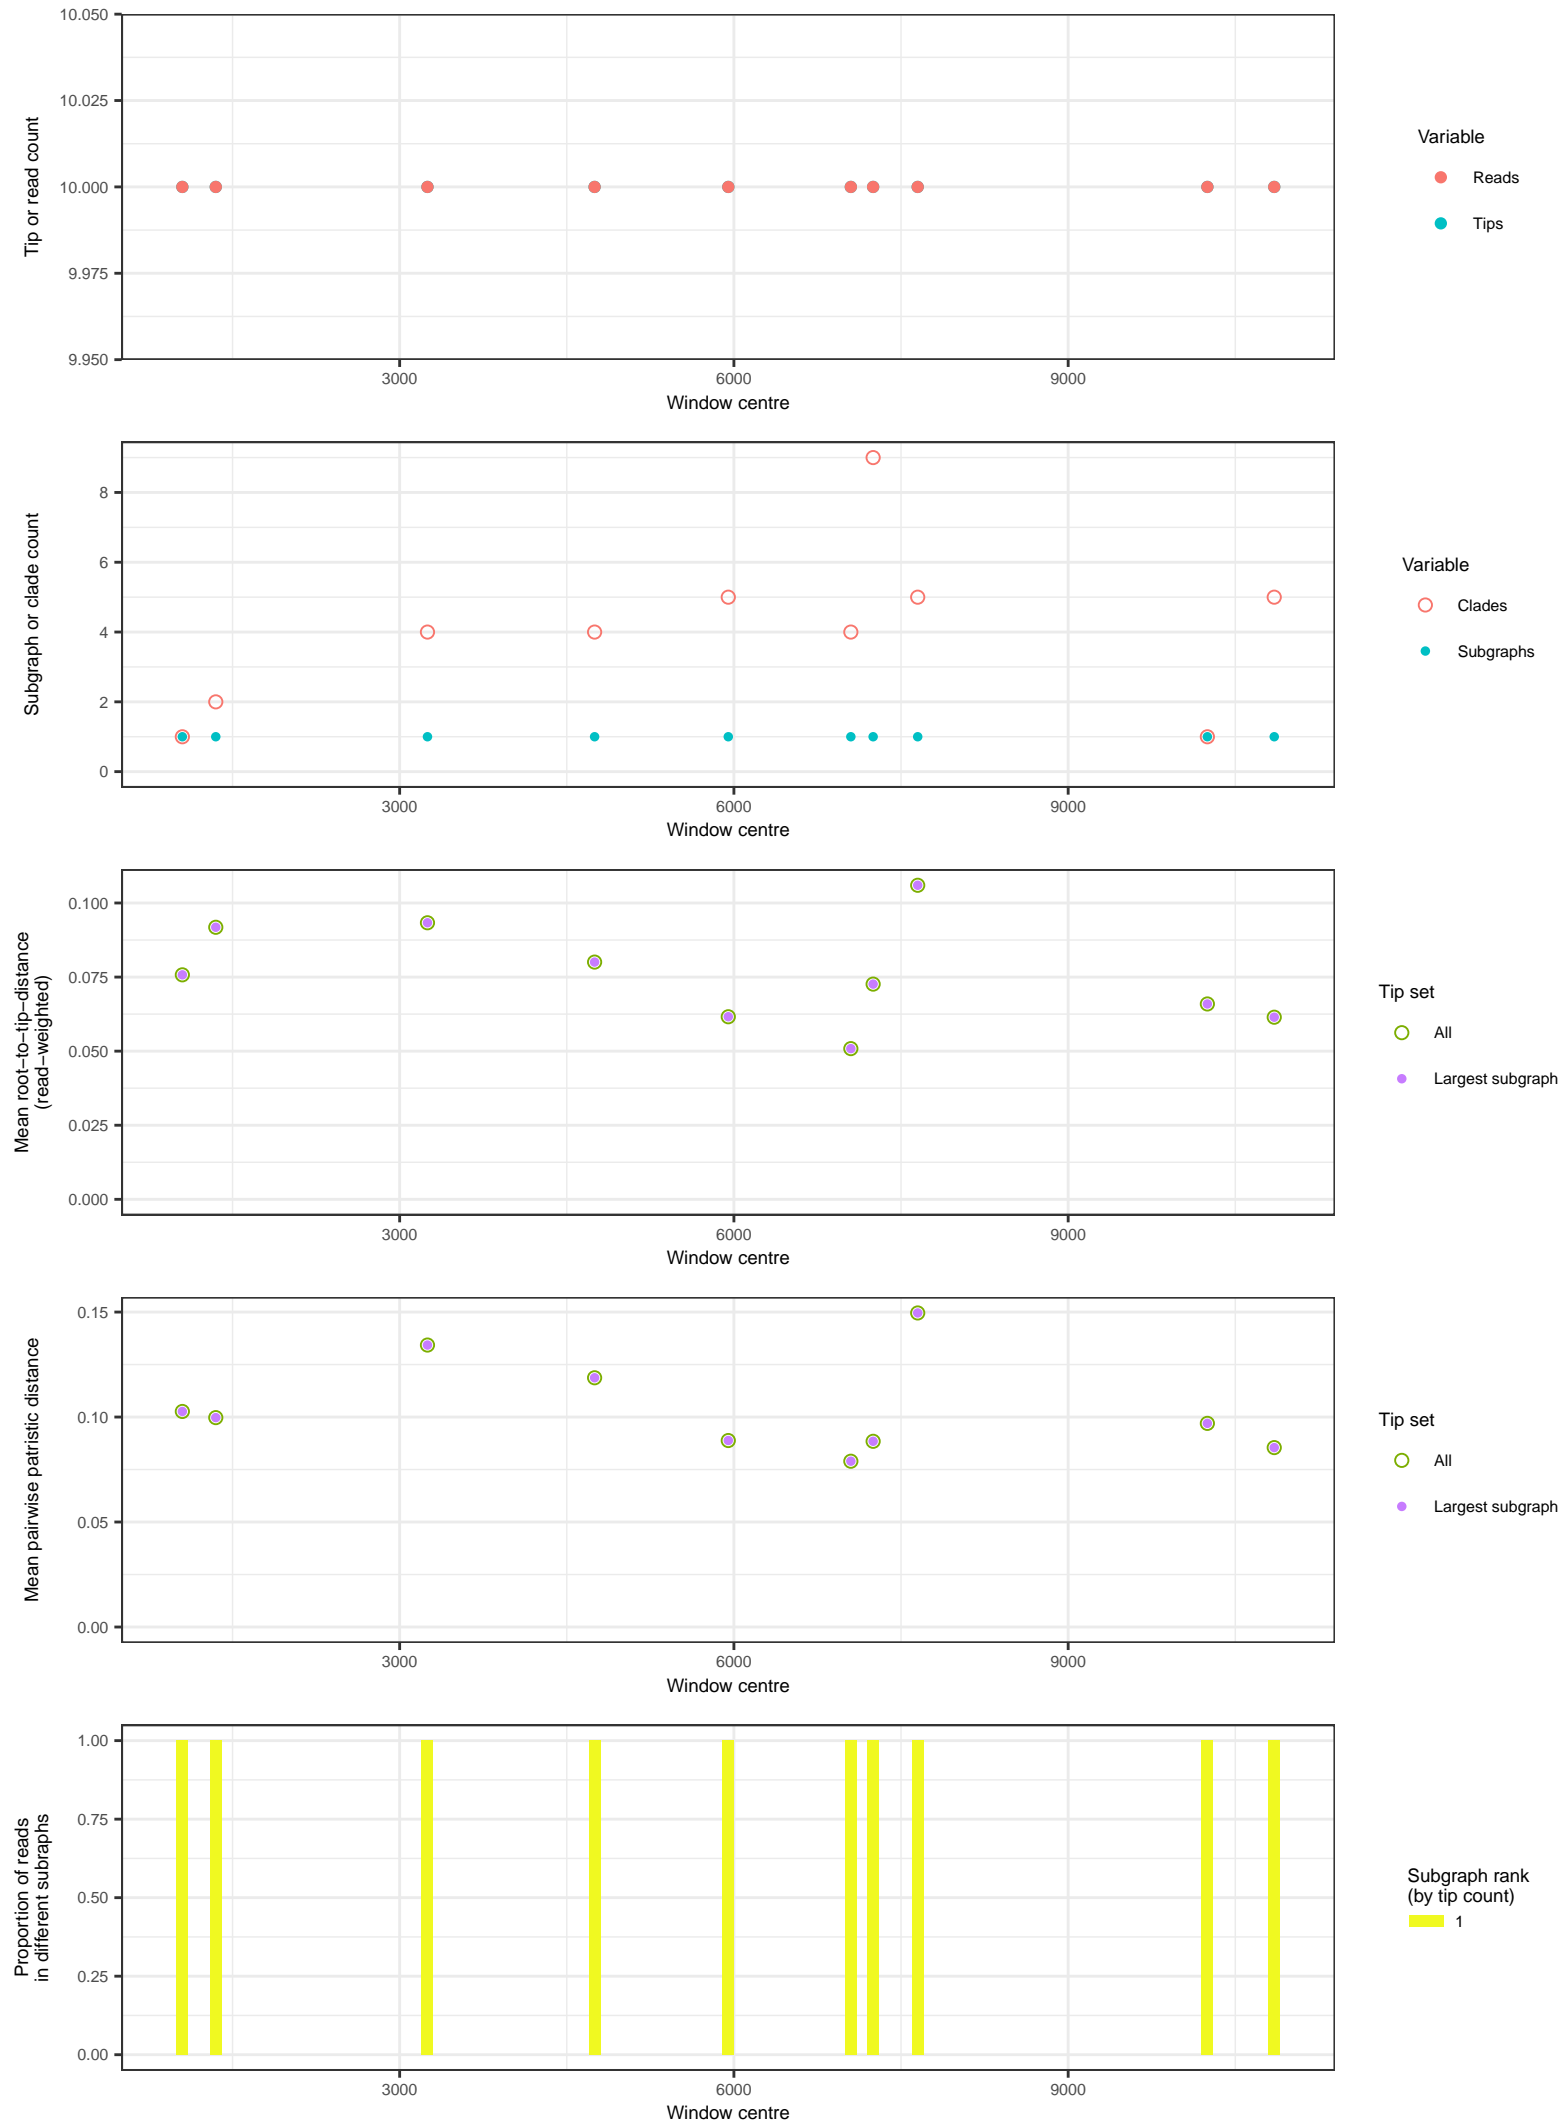 10.050
10.025
10.000
9.975
9.950
Tip or read count
3000
6000
9000
Window centre
Variable
Reads
Tips
8
6
4
2
0
Subgraph or clade count
3000
6000
9000
Window centre
Variable
Clades
Subgraphs
0.100
0.075
0.050
0.025
0.000
Mean root−to−tip−distance
(read−weighted)
3000
6000
9000
Window centre
Tip set
All
Largest subgraph
0.15
0.10
0.05
0.00
Mean pairwise patristic distance
3000
6000
9000
Window centre
Tip set
All
Largest subgraph
1.00
0.75
0.50
0.25
0.00
Proportion of reads
in different subraphs
3000
6000
9000
Window centre
Subgraph rank
(by tip count)
1